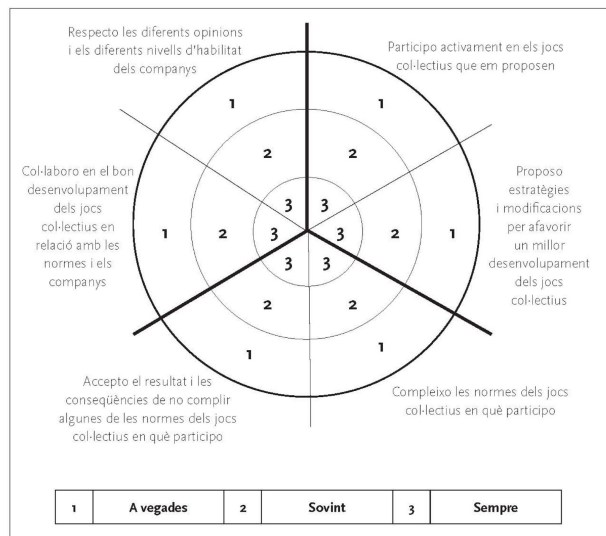 Respecto les diferents opinions
i els diferents nivells d'habilitat
dels companys
Participo activament en els jocs
col·lectius que em proposen
1
1
2
2
Col·laboro en el bon
desenvolupament
dels jocs
col·lectius en
relació amb les
normes i els
companys
Proposo
estratègies
i modificacions
per afavorir
un millor
desenvolupament
dels jocs
col·lectius
3
3
1
2
3
3
2
1
3
3
2
2
1
1
Accepto el resultat i les
conseqüències de no complir
algunes de les normes dels jocs
col·lectius en què participo
Compleixo les normes dels jocs
col·lectius en què participo
1 A vegades 2 Sovint 3 Sempre